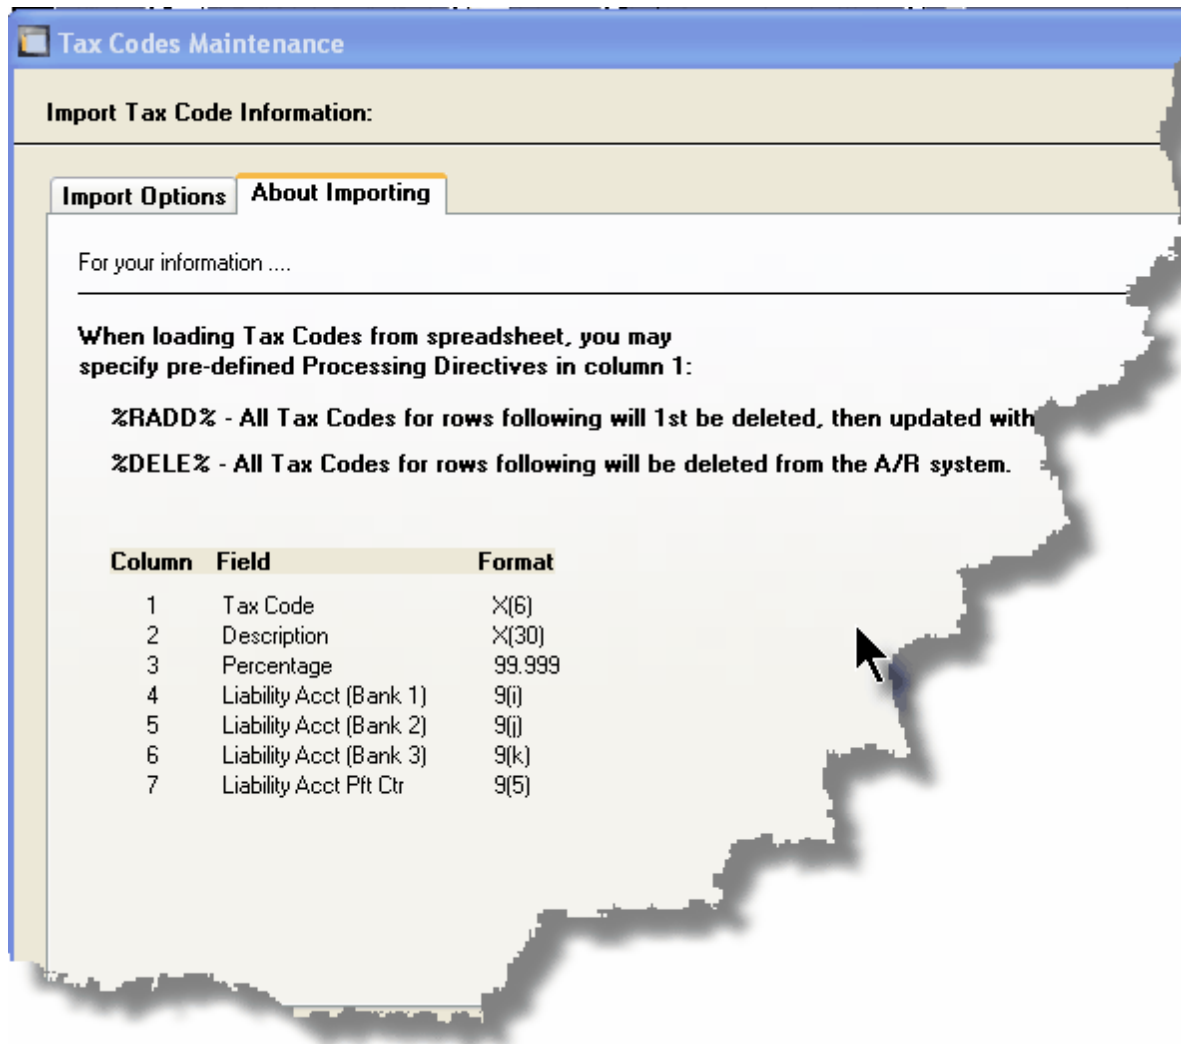 Tax Codes Maintenance
Import Tax Code Information:
Import Options About Importing
For your information ....
When loading Tax Codes from spreadsheet, you may
specify pre-defined Processing Directives in column 1:
%RADD% - All Tax Codes for rows following will 1st be deleted, then updated with
%DELE% - All Tax Codes for rows following will be deleted from the A/R system.
Column Field Format
1 Tax Code X(6)
2 Description X(30)
3 Percentage 99.999
4 Liability Acct (Bank 1) 9(i)
5 Liability Acct (Bank 2) 9(j)
6 Liability Acct (Bank 3) 9(k)
7 Liability Acct Pft Ctr 9(5)